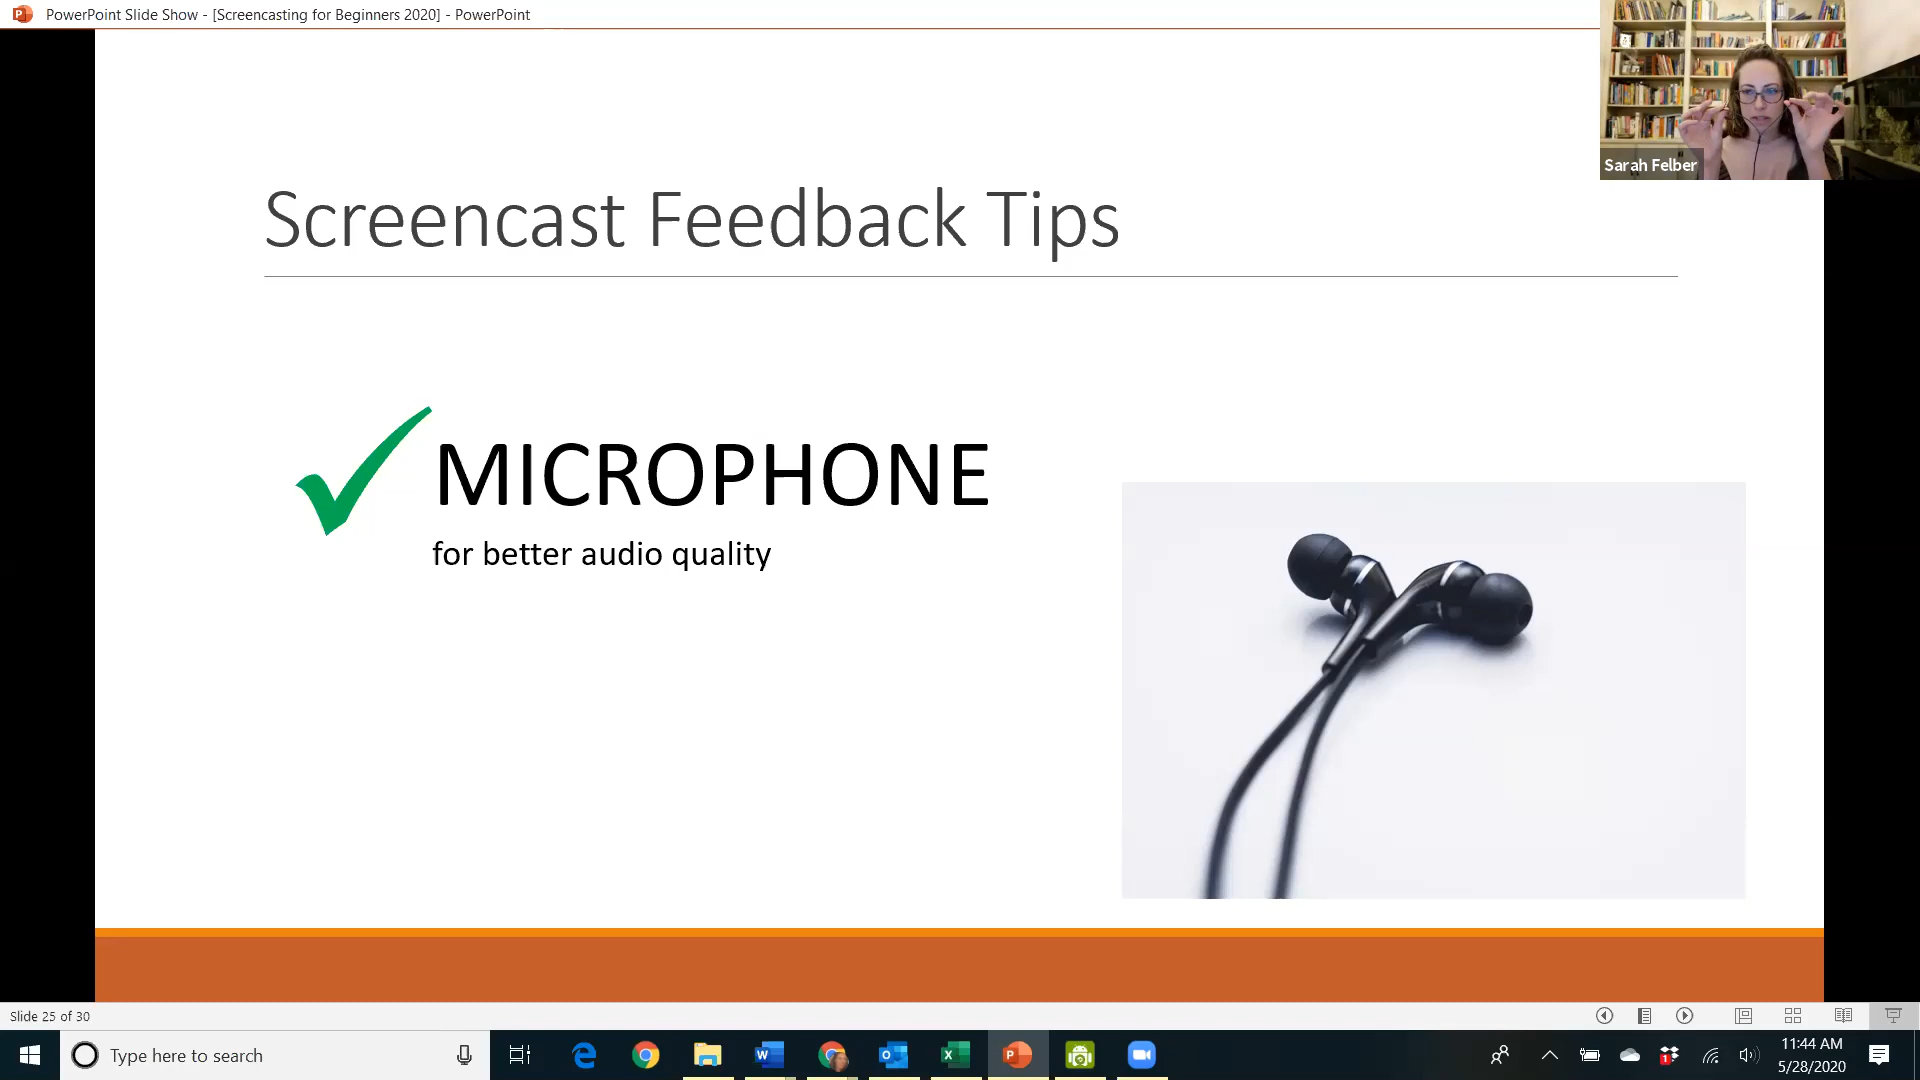 PowerPoint Slide Show - [Screencasting for Beginners 2020] - PowerPoint
Sarah Felber
Screencast Feedback Tips
MICROPHONE
for better audio quality
Slide 25 of 30
Type here to search
11:44 AM
5/28/2020